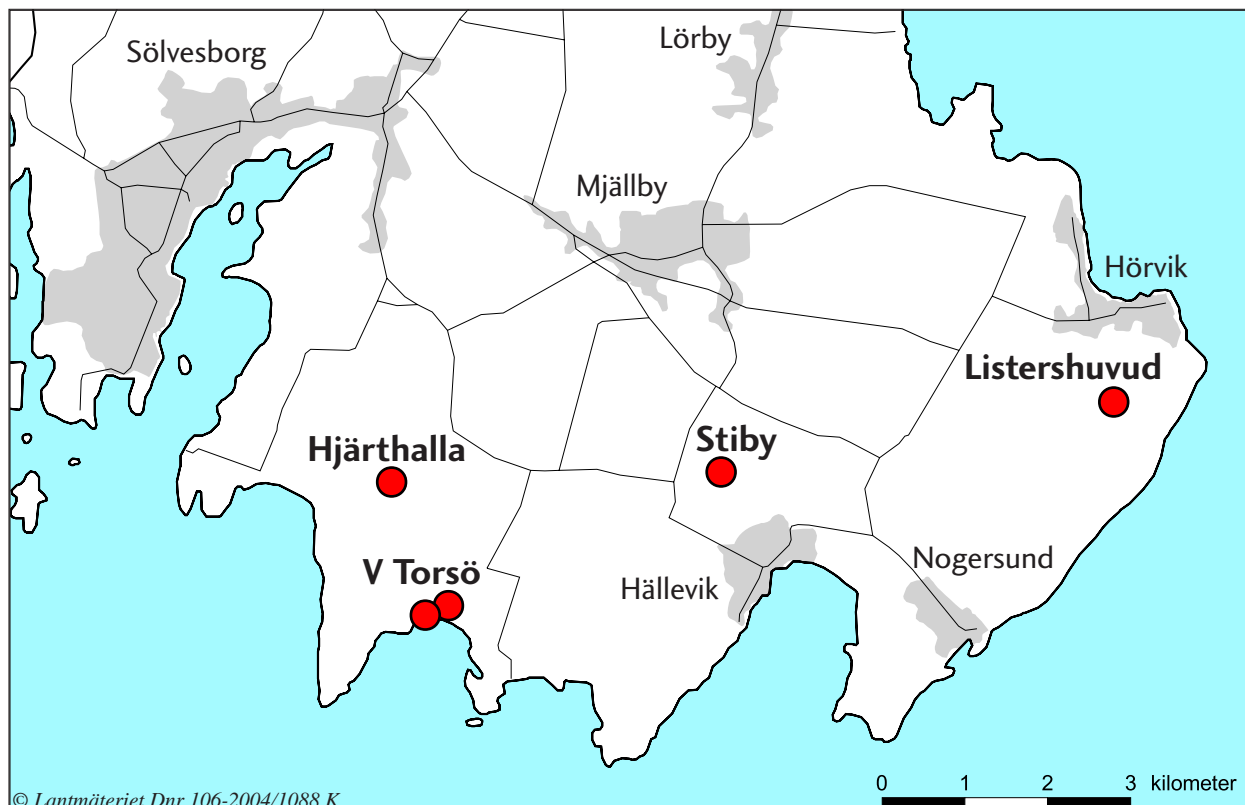 Lörby
Sölvesborg
Mjällby
Hörvik
Listershuvud
Stiby
Hjärthalla
Nogersund
V Torsö
Hällevik
0 1 2 3 kilometer
© Lantmäteriet Dnr 106-2004/1088 K